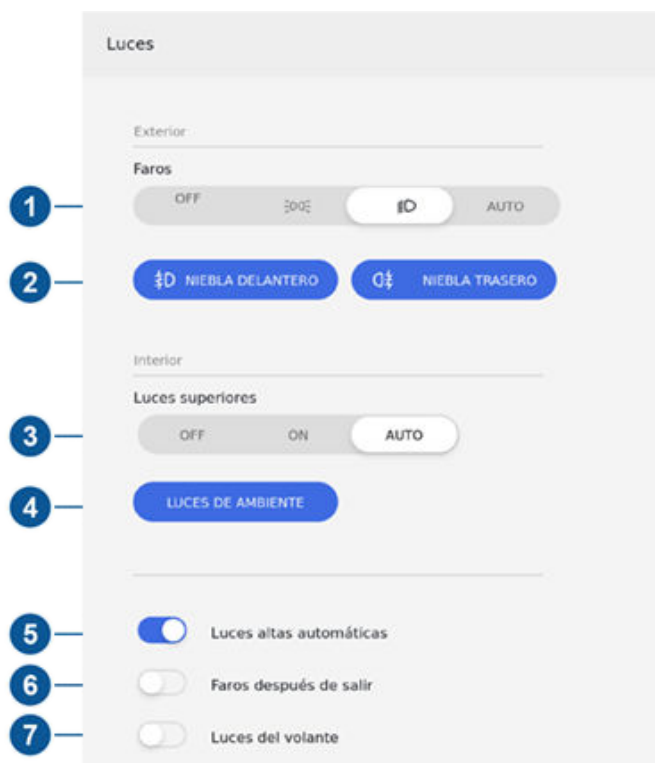 Luces
Exterior
Faros
1
OFF AUTO
2
NIEBLA DELANTERO NIEBLA TRASERO
Interior
Luces superiores
3
OFF ON AUTO
4
LUCES DE AMBIENTE
5
Luces altas automáticas
6
Faros después de salir
7
Luces del volante